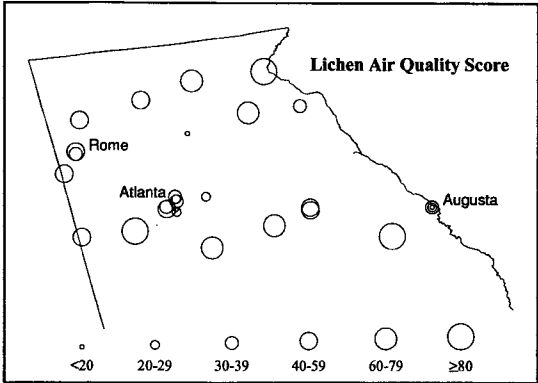 Lichen Air Quality Score
Rome
Atlanta
Augusta
<20 20-29 30-39 40-59 60-79 ≥80